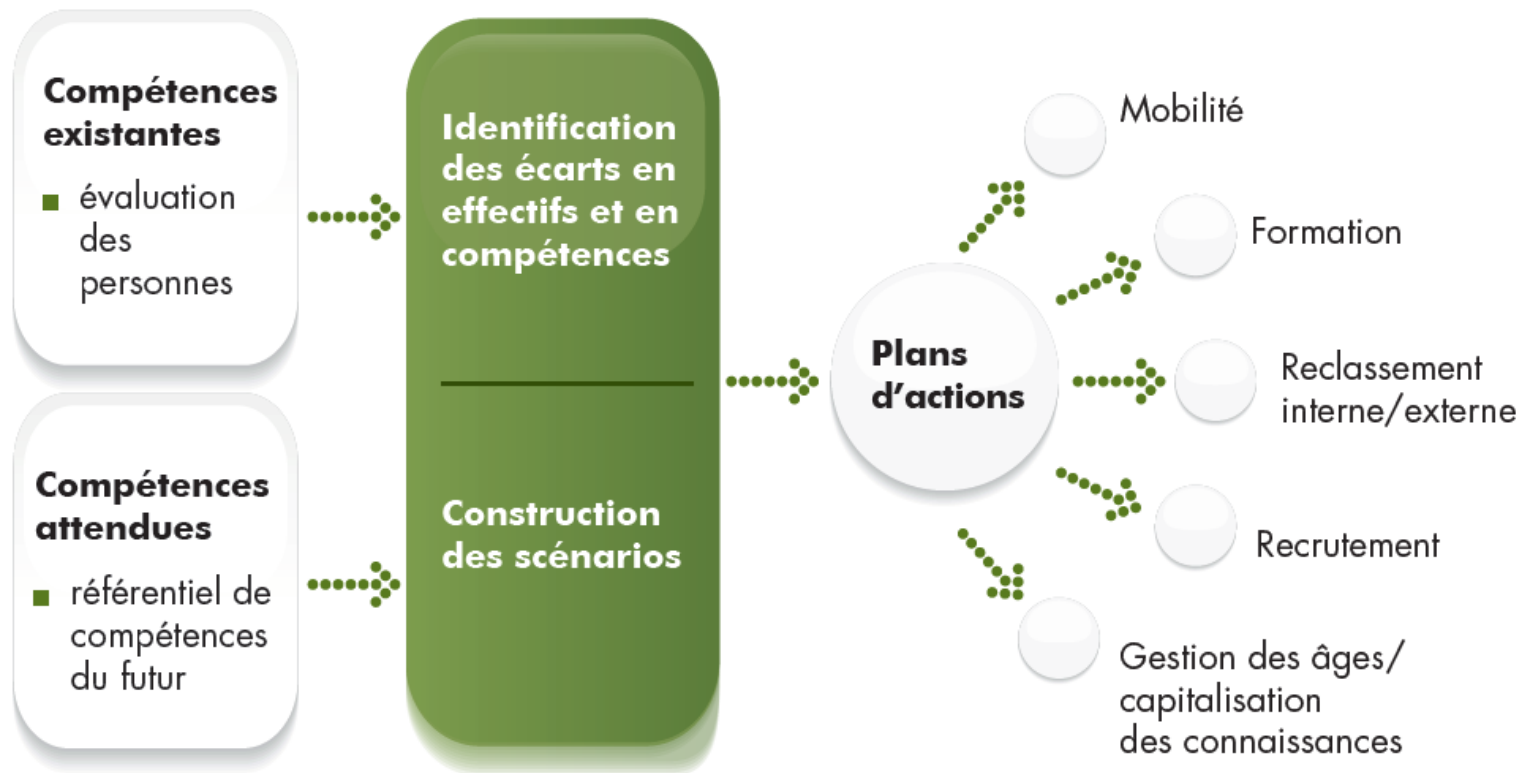 Compétences
existantes
■ évaluation
des
personnes
Compétences
attendues
■ référentiel de
compétences
du futur
Identification
des écarts en
effectifs et en
compétences
Construction
des scénarios
Plans
d’actions
Mobilité
Formation
Reclassement
interne/externe
Recrutement
Gestion des âges/
capitalisation
des connaissances